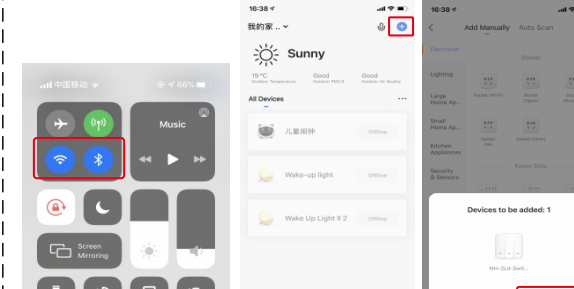 中国移动
66%
Music
Screen
Mirroring
16:38
我的家 ..
Sunny
19°C
Good
Good
Outdoor Temperature
Outdoor PM2.5
Outdoor Air Quality
All Devices
儿童闹钟
Offline
Wake-up light
Offline
Wake Up Light II 2
Offline
16:38
Add Manually
Auto Scan
Electrician
Socket
Lighting
Large
Home Ap...
Small
Home Ap...
Kitchen
Appliances
Security
& Sensors
Power Strip
Devices to be added: 1